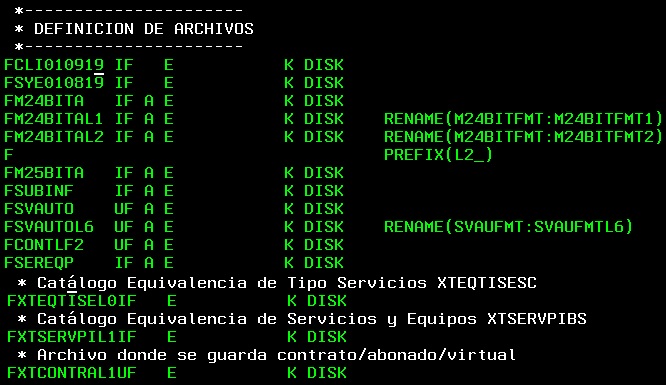 *-----------------------
* DEFINICION DE ARCHIVOS
*-----------------------
FCLI010919 IF   E             K DISK
FSYE010819 IF   E             K DISK
FM24BITA   IF A E             K DISK
FM24BITAL1 IF A E             K DISK     RENAME(M24BITFMT:M24BITFMT1)
FM24BITAL2 IF A E             K DISK     RENAME(M24BITFMT:M24BITFMT2)
F                                        PREFIX(L2_)
FM25BITA   IF A E             K DISK
FSUBINF    IF A E             K DISK
FSVAUTO    UF A E             K DISK
FSVAUTOL6  UF A E             K DISK     RENAME(SVAUFMT:SVAUFMTL6)
FCONTLF2   UF A E             K DISK
FSEREQP    IF A E             K DISK
* Catálogo Equivalencia de Tipo Servicios XTEQTISESC
FXTEQTISEL0IF   E             K DISK
* Catálogo Equivalencia de Servicios y Equipos XTSERVPIBS
FXTSERVPIL1IF   E             K DISK
* Archivo donde se guarda contrato/abonado/virtual
FXTCONTRAL1UF   E             K DISK